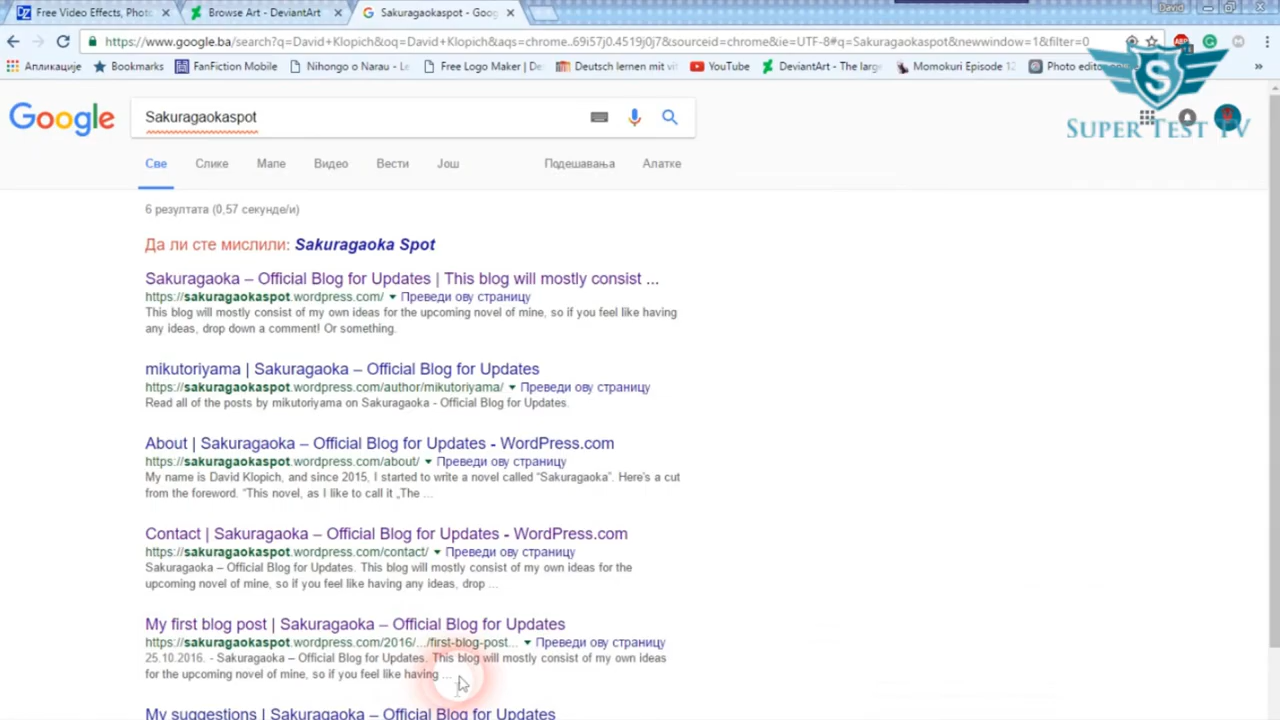 Free Video Effects, Photo
Browse Art - DeviantArt
Sakuragaokaspot - Goog
David
https://www.google.ba/search?q=David+Klopich&oq=David+Klopich&aqs=chrome..69i57j0.4519j0j7&sourceid=chrome&ie=UTF-8#q=Sakuragaokaspot&newwindow=1&filter=0
Апликације
Bookmarks
FanFiction Mobile
Nihongo o Narau - Le
Free Logo Maker | De
Deutsch lernen mit vi
YouTube
DeviantArt - The large
Momokuri Episode 12
Photo editor
»
SUPER TEST TV
Google
Sakuragaokaspot
Све
Слике
Мапе
Видео
Вести
Још
Подешавања
Алатке
6 резултата (0,57 секунде/и)
Да ли сте мислили: Sakuragaoka Spot
Sakuragaoka – Official Blog for Updates | This blog will mostly consist ...
https://sakuragaokaspot.wordpress.com/ Преведи ову страницу
This blog will mostly consist of my own ideas for the upcoming novel of mine, so if you feel like having
any ideas, drop down a comment! Or something.
mikutoriyama | Sakuragaoka – Official Blog for Updates
https://sakuragaokaspot.wordpress.com/author/mikutoriyama/ Преведи ову страницу
Read all of the posts by mikutoriyama on Sakuragaoka - Official Blog for Updates.
About | Sakuragaoka – Official Blog for Updates - WordPress.com
https://sakuragaokaspot.wordpress.com/about/ Преведи ову страницу
My name is David Klopich, and since 2015, I started to write a novel called “Sakuragaoka”. Here's a cut
from the foreword. “This novel, as I like to call it „The ...
Contact | Sakuragaoka – Official Blog for Updates - WordPress.com
https://sakuragaokaspot.wordpress.com/contact/ Преведи ову страницу
Sakuragaoka – Official Blog for Updates. This blog will mostly consist of my own ideas for the
upcoming novel of mine, so if you feel like having any ideas, drop ...
My first blog post | Sakuragaoka – Official Blog for Updates
https://sakuragaokaspot.wordpress.com/2016/.../first-blog-post... Преведи ову страницу
25.10.2016. - Sakuragaoka – Official Blog for Updates. This blog will mostly consist of my own ideas
for the upcoming novel of mine, so if you feel like having ...
My suggestions | Sakuragaoka – Official Blog for Updates